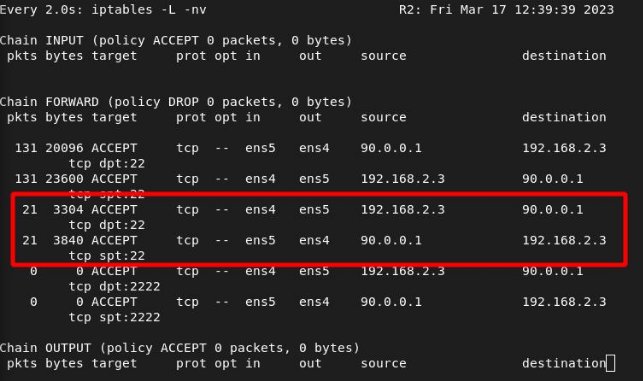 Every 2.0s: iptables -L -nv R2: Fri Mar 17 12:39:39 2023
Chain INPUT (policy ACCEPT 0 packets, 0 bytes)
pkts bytes target prot opt in out source destination
Chain FORWARD (policy DROP 0 packets, 0 bytes)
pkts bytes target prot opt in out source destination
131 20096 ACCEPT tcp -- ens5 ens4 90.0.0.1 192.168.2.3
tcp dpt:22
131 23600 ACCEPT tcp -- ens4 ens5 192.168.2.3 90.0.0.1
tcp spt:22
21 3304 ACCEPT tcp -- ens4 ens5 192.168.2.3 90.0.0.1
tcp dpt:22
21 3840 ACCEPT tcp -- ens5 ens4 90.0.0.1 192.168.2.3
tcp spt:22
0 0 ACCEPT tcp -- ens4 ens5 192.168.2.3 90.0.0.1
tcp dpt:2222
0 0 ACCEPT tcp -- ens5 ens4 90.0.0.1 192.168.2.3
tcp spt:2222
Chain OUTPUT (policy ACCEPT 0 packets, 0 bytes)
pkts bytes target prot opt in out source destination